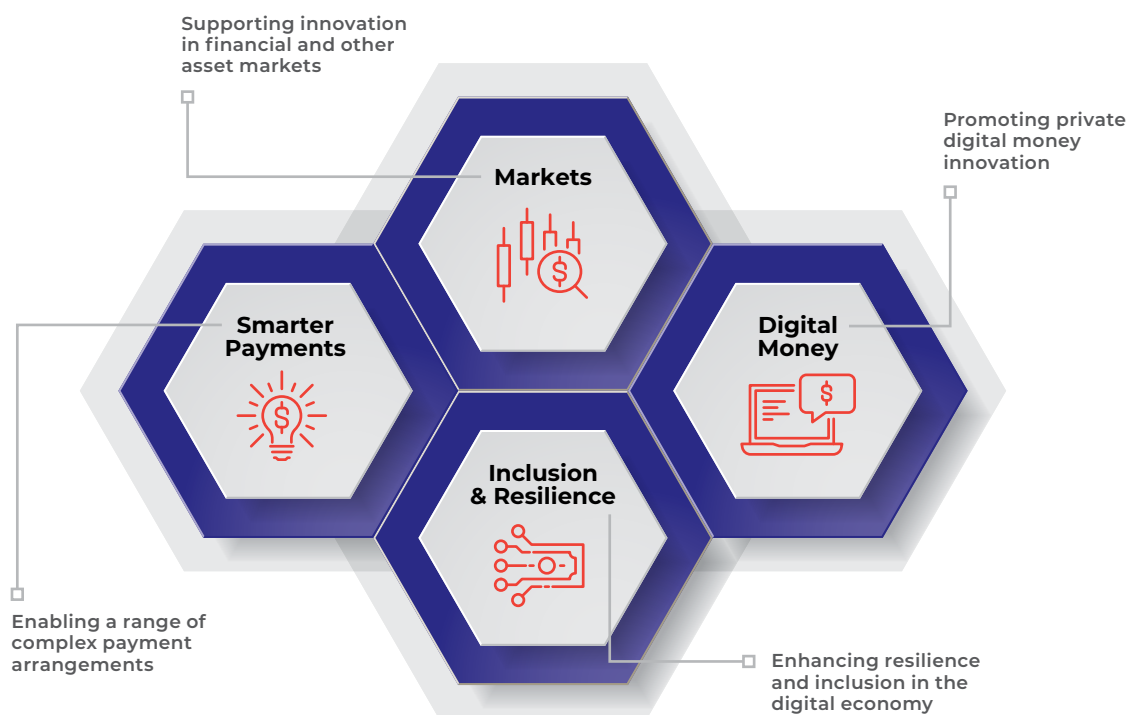 Supporting innovation
in financial and other
asset markets
Promoting private
digital money
innovation
Markets
$
Smarter
Payments
$
Digital
Money
$
Inclusion
& Resilience
Enabling a range of
complex payment
arrangements
Enhancing resilience
and inclusion in the
digital economy